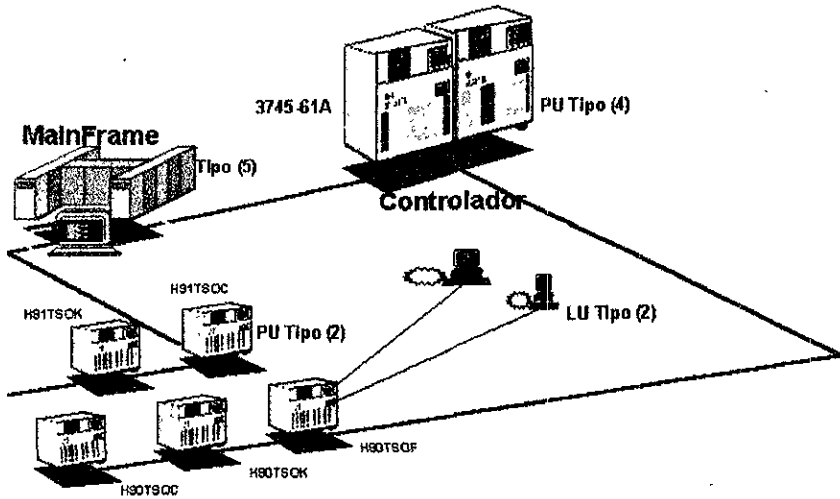 3745-61A
PU Tipo (4)
MainFrame
Tipo (5)
Controlador
H91TSOC
H91TSOK
PU Tipo (2)
LU Tipo (2)
H90TSOF
H90TSOK
H90TSOC